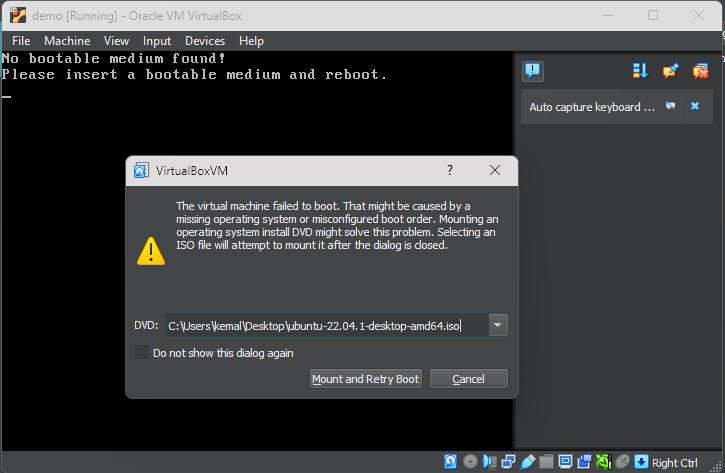 demo [Running] - Oracle VM VirtualBox
File Machine View Input Devices Help
No bootable medium found!
Please insert a bootable medium and reboot.
_
Auto capture keyboard ...
VirtualBoxVM
?
The virtual machine failed to boot. That might be caused by a
missing operating system or misconfigured boot order. Mounting an
operating system install DVD might solve this problem. Selecting an
ISO file will attempt to mount it after the dialog is closed.
DVD: C:\Users\kemal\Desktop\ubuntu-22.04.1-desktop-amd64.iso
Do not show this dialog again
Mount and Retry Boot Cancel
Right Ctrl